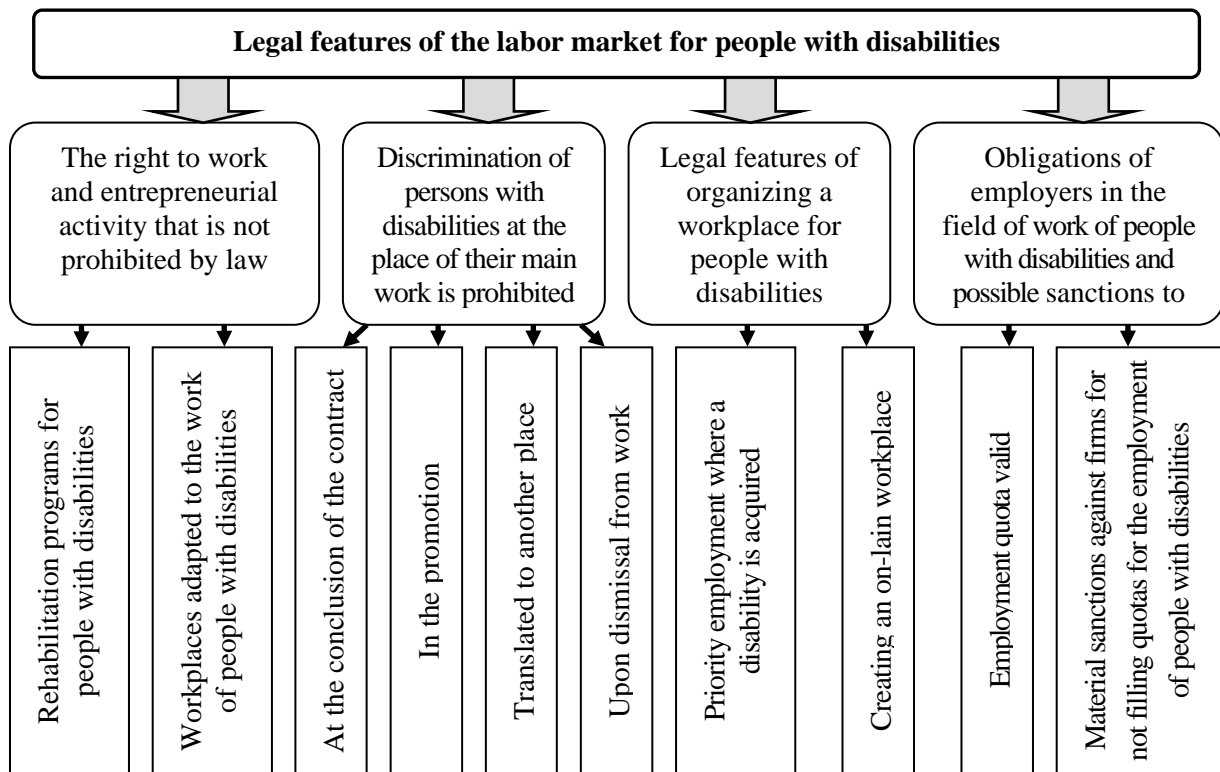 Legal features of the labor market for people with disabilities
The right to work
and entrepreneurial
activity that is not
prohibited by law
Discrimination of
persons with
disabilities at the
place of their main
work is prohibited
Legal features of
organizing a
workplace for
people with
disabilities
Obligations of
employers in the
field of work of people
with disabilities and
possible sanctions to
Rehabilitation programs for
people with disabilities
Workplaces adapted to the work
of people with disabilities
At the conclusion of the contract
In the promotion
Translated to another place
Upon dismissal from work
Priority employment where a
disability is acquired
Creating an on-lain workplace
Employment quota valid
Material sanctions against firms for
not filling quotas for the employment
of people with disabilities